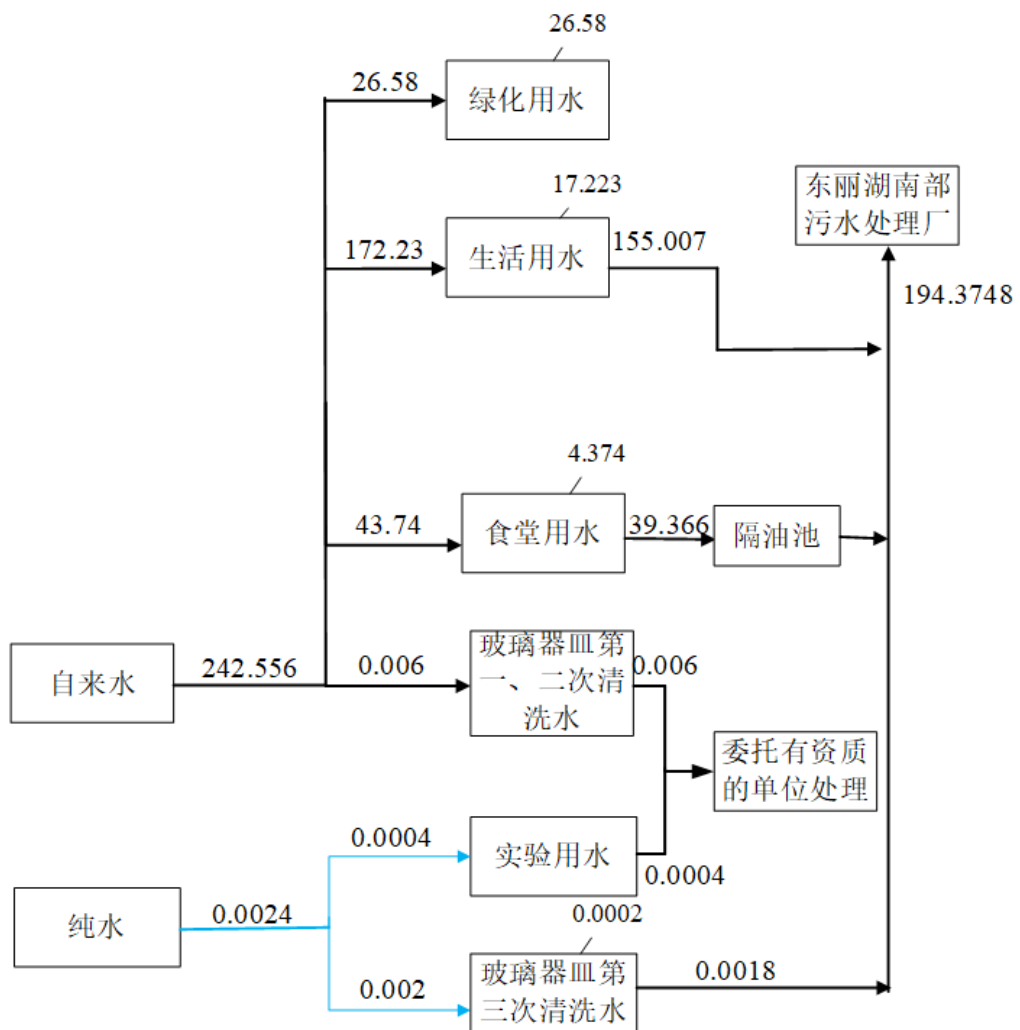 26.58
26.58
绿化用水
17.223
172.23
生活用水
155.007
东丽湖南部
污水处理厂
194.3748
4.374
43.74
食堂用水
39.366
隔油池
自来水
242.556
0.006
玻璃器皿第
一、二次清
洗水
0.006
委托有资质
的单位处理
0.0004
实验用水
0.0004
纯水
0.0024
0.0002
0.002
玻璃器皿第
三次清洗水
0.0018